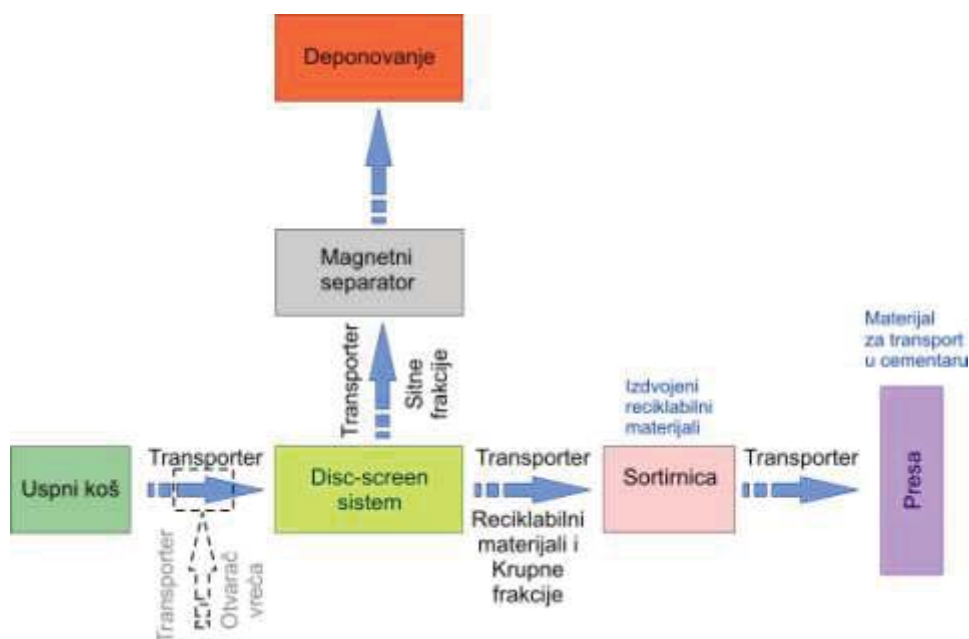 Deponovanje
Magnetni
separator
Transporter
Sitne
frakcije
Materijal
za transport
u cementaru
Izdvojeni
reciklabilni
materijali
Uspni koš
Transporter
Disc-screen
sistem
Transporter
Sortirnica
Transporter
Presa
Reciklabilni
materijali i
Krupne
frakcije
Transporter
Otvarač
vreća